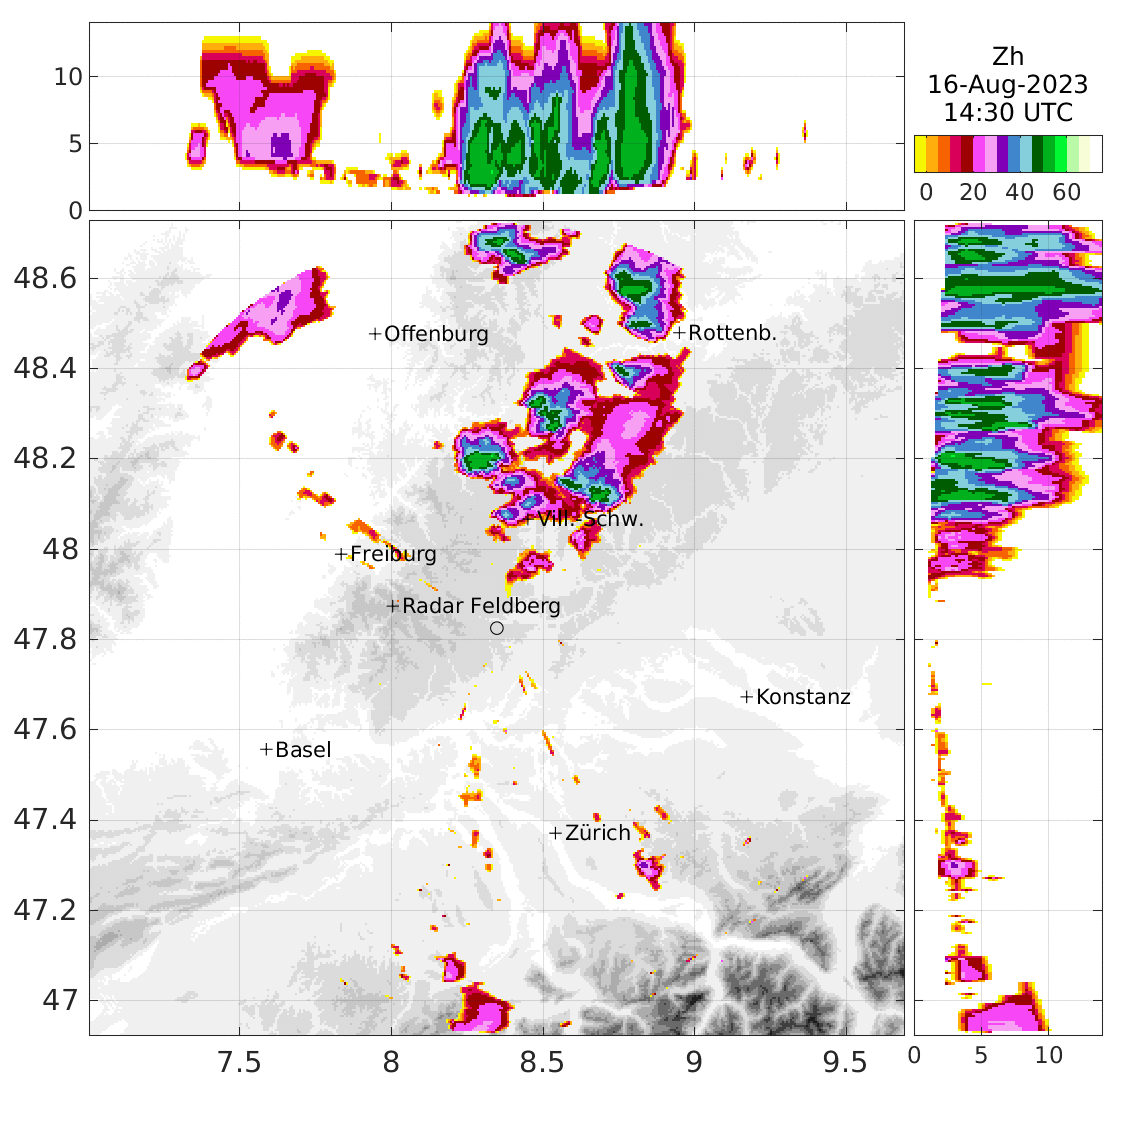 10
5
0
Zh
16-Aug-2023
14:30 UTC
0 20 40 60
48.6
48.4
48.2
48
47.8
47.6
47.4
47.2
47
+Offenburg
+Rottenb.
+Vill.-Schw.
+Freiburg
+Radar Feldberg
+Konstanz
+Basel
+Zürich
7.5 8 8.5 9 9.5
0 5 10